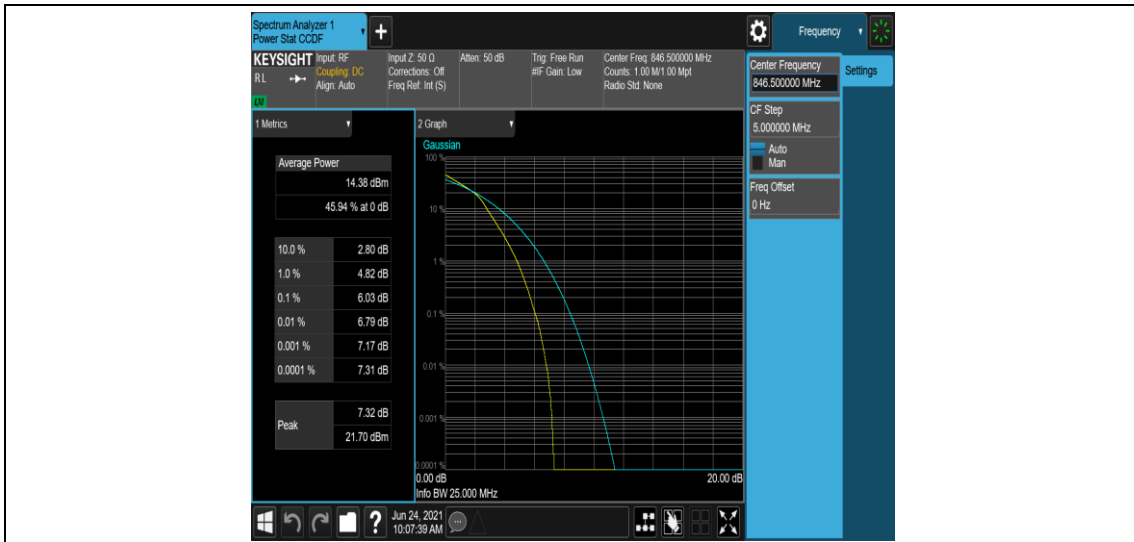 Spectrum Analyzer 1
Power Stat CCDF
Frequency
KEYSIGHT
RL
LXI
Input: RF
Coupling: DC
Align: Auto
Input Z: 50 Ω
Corrections: Off
Freq Ref: Int (S)
Atten: 50 dB
Trig: Free Run
#IF Gain: Low
Center Freq: 846.500000 MHz
Counts: 1.00 M/1.00 Mpt
Radio Std: None
Center Frequency
846.500000 MHz
Settings
CF Step
5.000000 MHz
Auto
Man
Freq Offset
0 Hz
1 Metrics
Average Power
14.38 dBm
45.94 % at 0 dB
10.0 % 2.80 dB
1.0 % 4.82 dB
0.1 % 6.03 dB
0.01 % 6.79 dB
0.001 % 7.17 dB
0.0001 % 7.31 dB
Peak
7.32 dB
21.70 dBm
2 Graph
Gaussian
100 %
10 %
1 %
0.1 %
0.01 %
0.001 %
0.0001 %
0.00 dB 20.00 dB
Info BW 25.000 MHz
?
Jun 24, 2021
10:07:39 AM